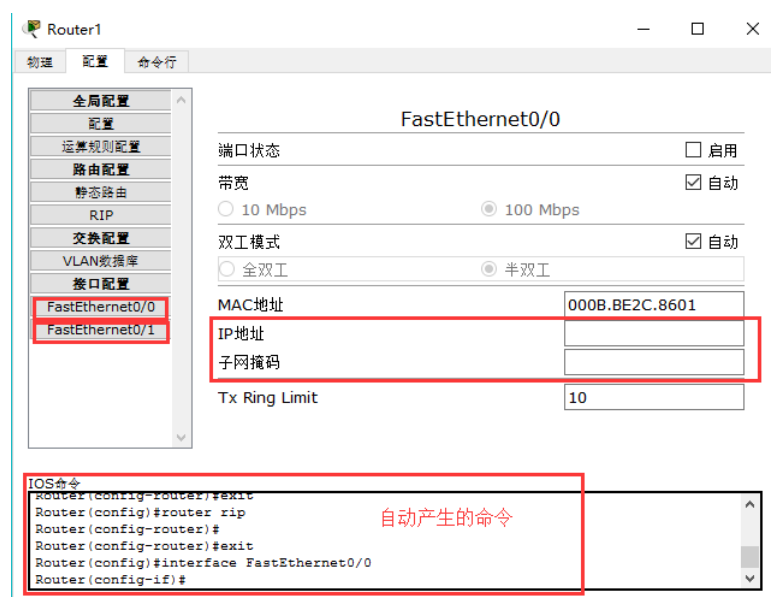 Router1
物理 配置 命令行
全局配置
配置
运算规则配置
路由配置
静态路由
RIP
交换配置
VLAN数据库
接口配置
FastEthernet0/0
FastEthernet0/1
FastEthernet0/0
端口状态 启用
带宽 自动
10 Mbps 100 Mbps
双工模式 自动
全双工 半双工
MAC地址 000B.BE2C.8601
IP地址
子网掩码
Tx Ring Limit 10
IOS命令
Router(config-router)#exit
Router(config)#router rip
Router(config-router)#
Router(config-router)#exit
Router(config)#interface FastEthernet0/0
Router(config-if)#
自动产生的命令